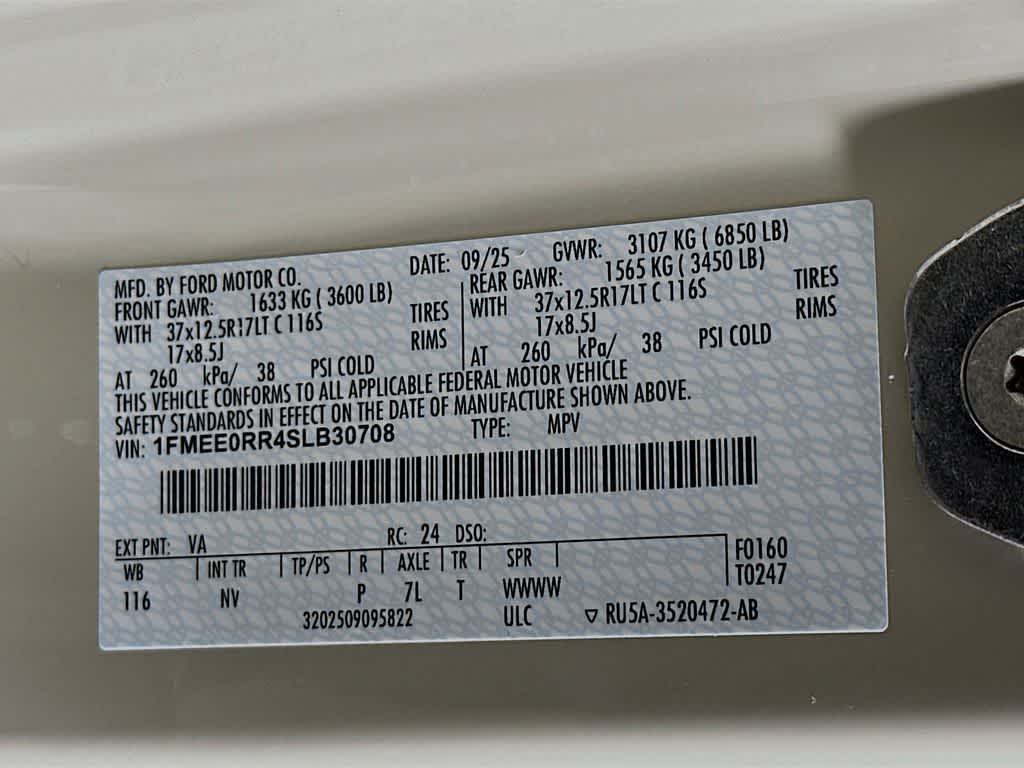 MFD. BY FORD MOTOR CO. DATE: 09/25 GVWR: 3107 KG ( 6850 LB)
FRONT GAWR: 1633 KG ( 3600 LB)
WITH 37x12.5R17LT C 116S TIRES
17x8.5J RIMS
AT 260 kPa/ 38 PSI COLD
REAR GAWR: 1565 KG ( 3450 LB)
WITH 37x12.5R17LT C 116S TIRES
17x8.5J RIMS
AT 260 kPa/ 38 PSI COLD
THIS VEHICLE CONFORMS TO ALL APPLICABLE FEDERAL MOTOR VEHICLE
SAFETY STANDARDS IN EFFECT ON THE DATE OF MANUFACTURE SHOWN ABOVE.
VIN: 1FMEE0RR4SLB30708 TYPE: MPV
EXT PNT: VA RC: 24 DSO:
WB INT TR TP/PS R AXLE TR SPR F0160
116 NV P 7L T WWWW T0247
3202509095822 ULC ▽ RU5A-3520472-AB